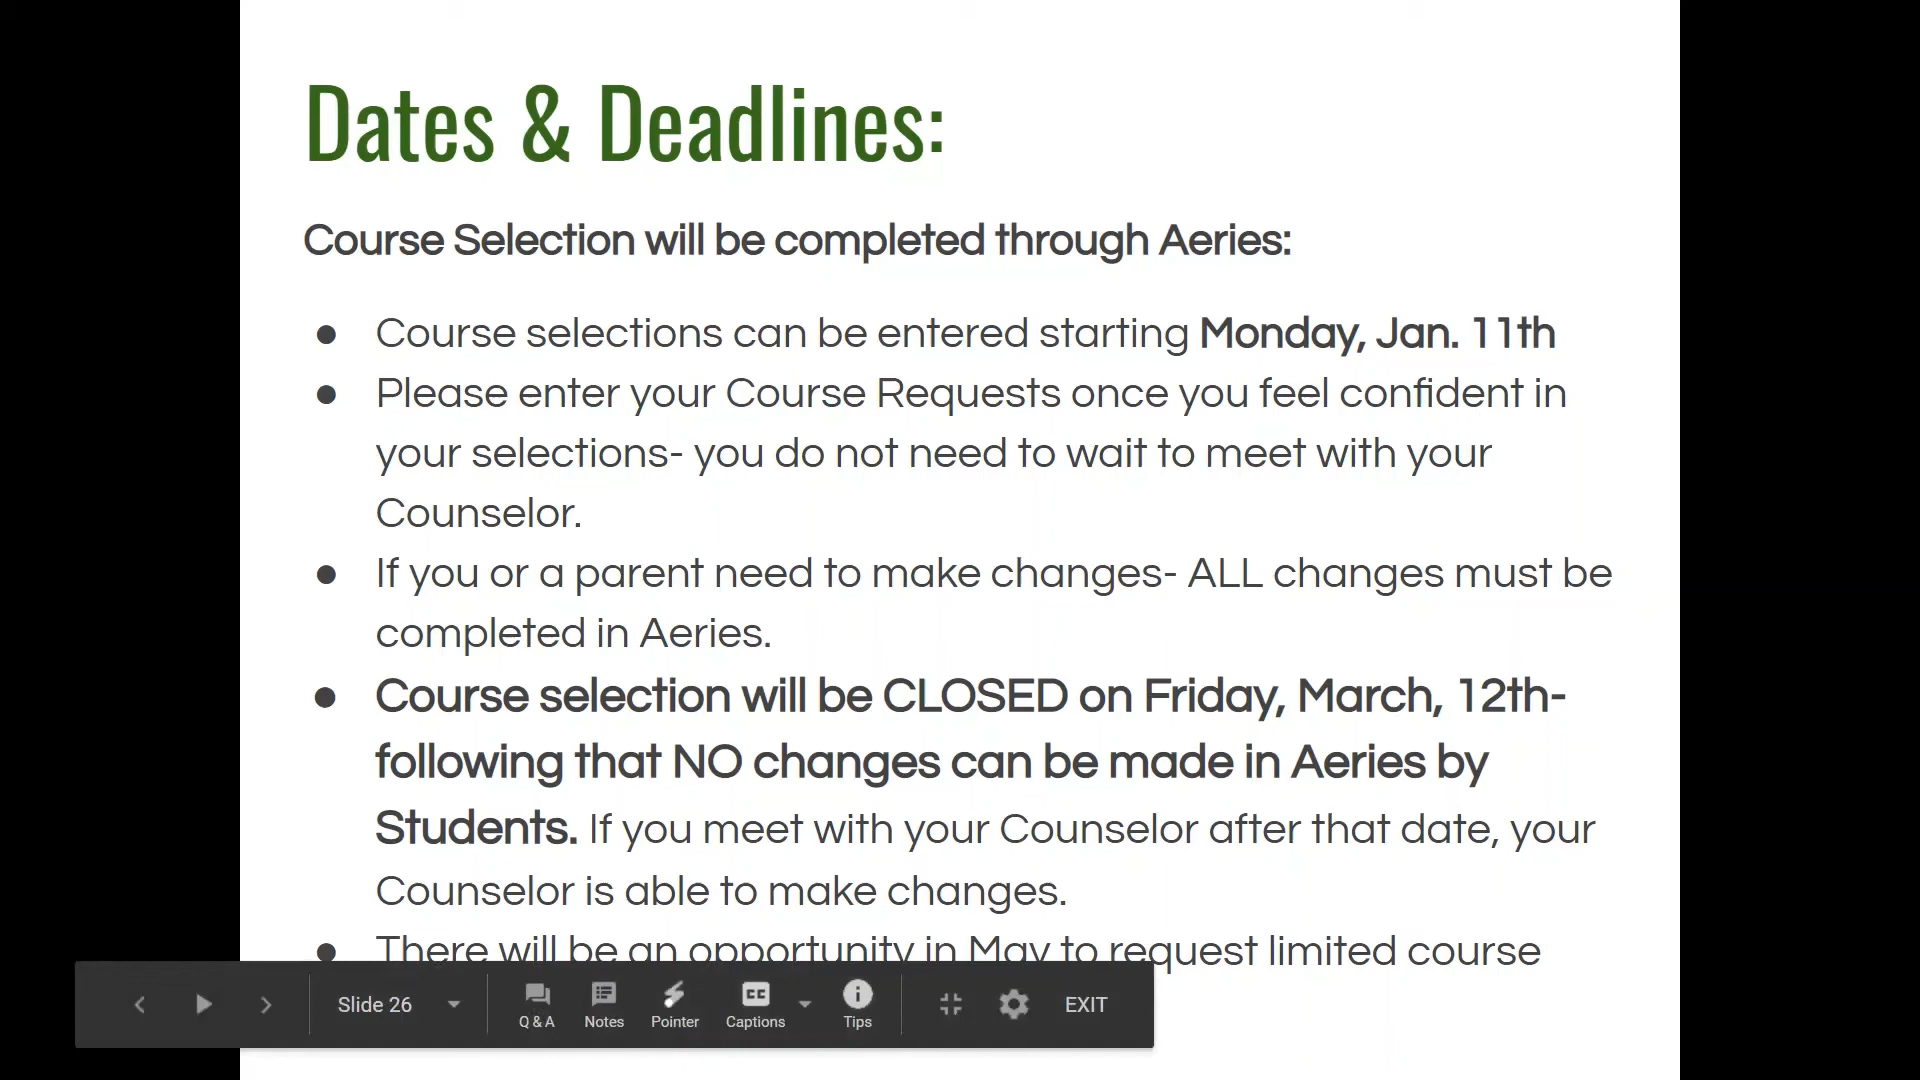 Dates & Deadlines:
Course Selection will be completed through Aeries:
● Course selections can be entered starting Monday, Jan. 11th
● Please enter your Course Requests once you feel confident in
your selections- you do not need to wait to meet with your
Counselor.
● If you or a parent need to make changes- ALL changes must be
completed in Aeries.
● Course selection will be CLOSED on Friday, March, 12th-
following that NO changes can be made in Aeries by
Students. If you meet with your Counselor after that date, your
Counselor is able to make changes.
● There will be an opportunity in May to request limited course
Slide 26
Q & A Notes Pointer Captions Tips EXIT
CC